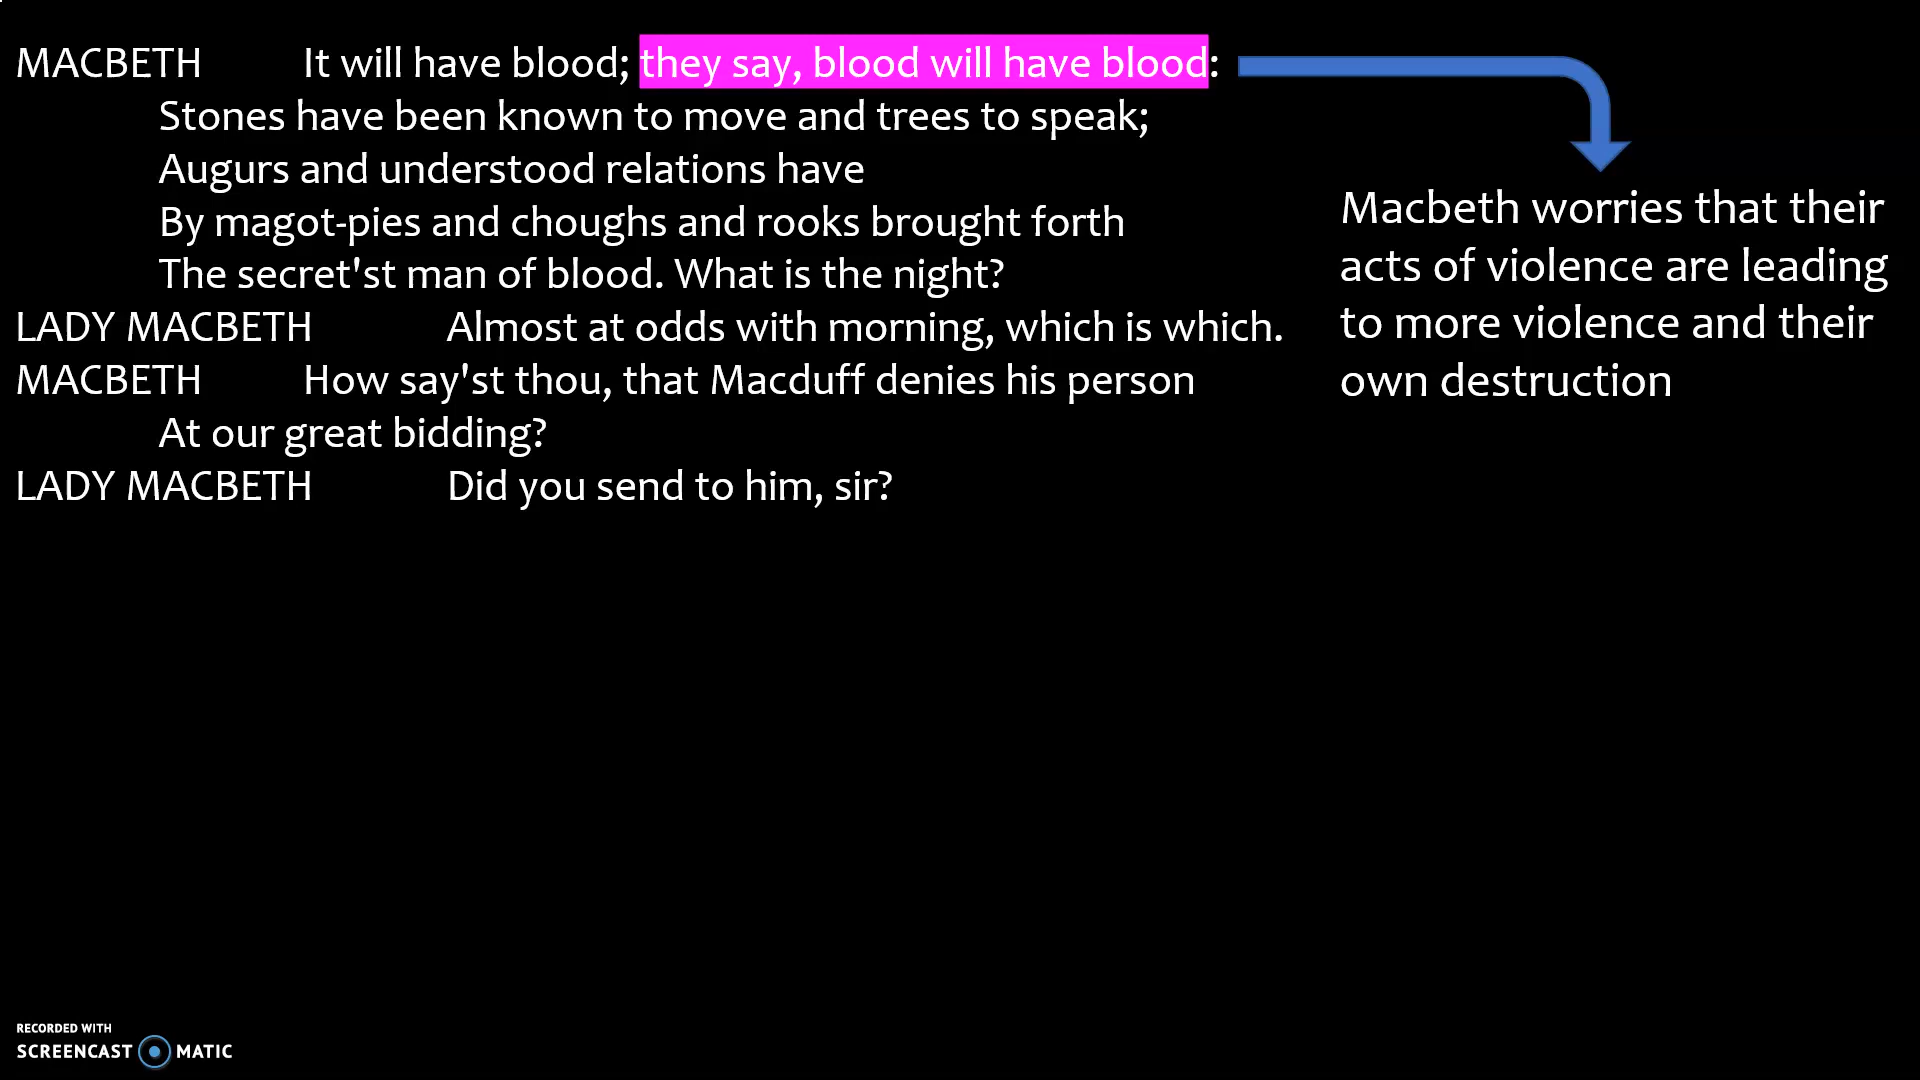 MACBETH It will have blood; they say, blood will have blood:
Stones have been known to move and trees to speak;
Augurs and understood relations have
By magot-pies and choughs and rooks brought forth
The secret'st man of blood. What is the night?
LADY MACBETH Almost at odds with morning, which is which.
MACBETH How say'st thou, that Macduff denies his person
At our great bidding?
LADY MACBETH Did you send to him, sir?
Macbeth worries that their
acts of violence are leading
to more violence and their
own destruction
RECORDED WITH
SCREENCAST MATIC